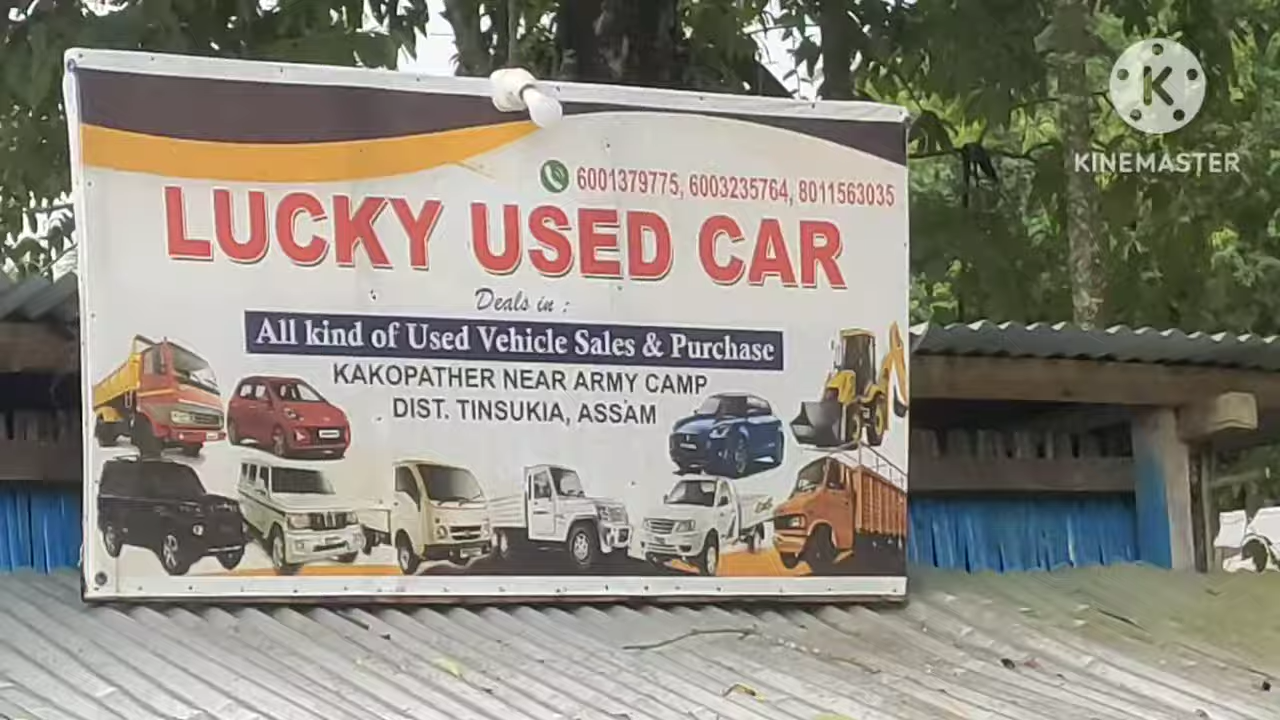 6001379775, 6003235764, 8011563035
LUCKY USED CAR
Deals in :
All kind of Used Vehicle Sales & Purchase
KAKOPATHER NEAR ARMY CAMP
DIST. TINSUKIA, ASSAM
K
KINEMASTER